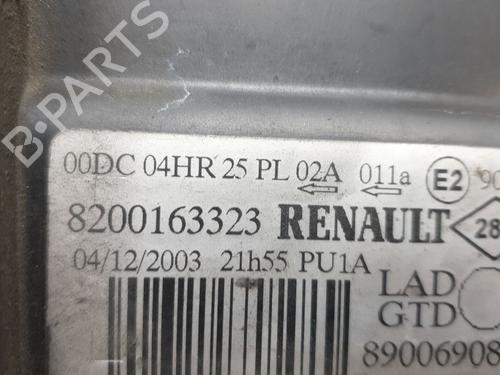 B-PARTS
00DC 04HR 25 PL 02A 011a E2 90
8200163323 RENAULT 28
04/12/2003 21h55 PU1A
LAD
GTD
89006908